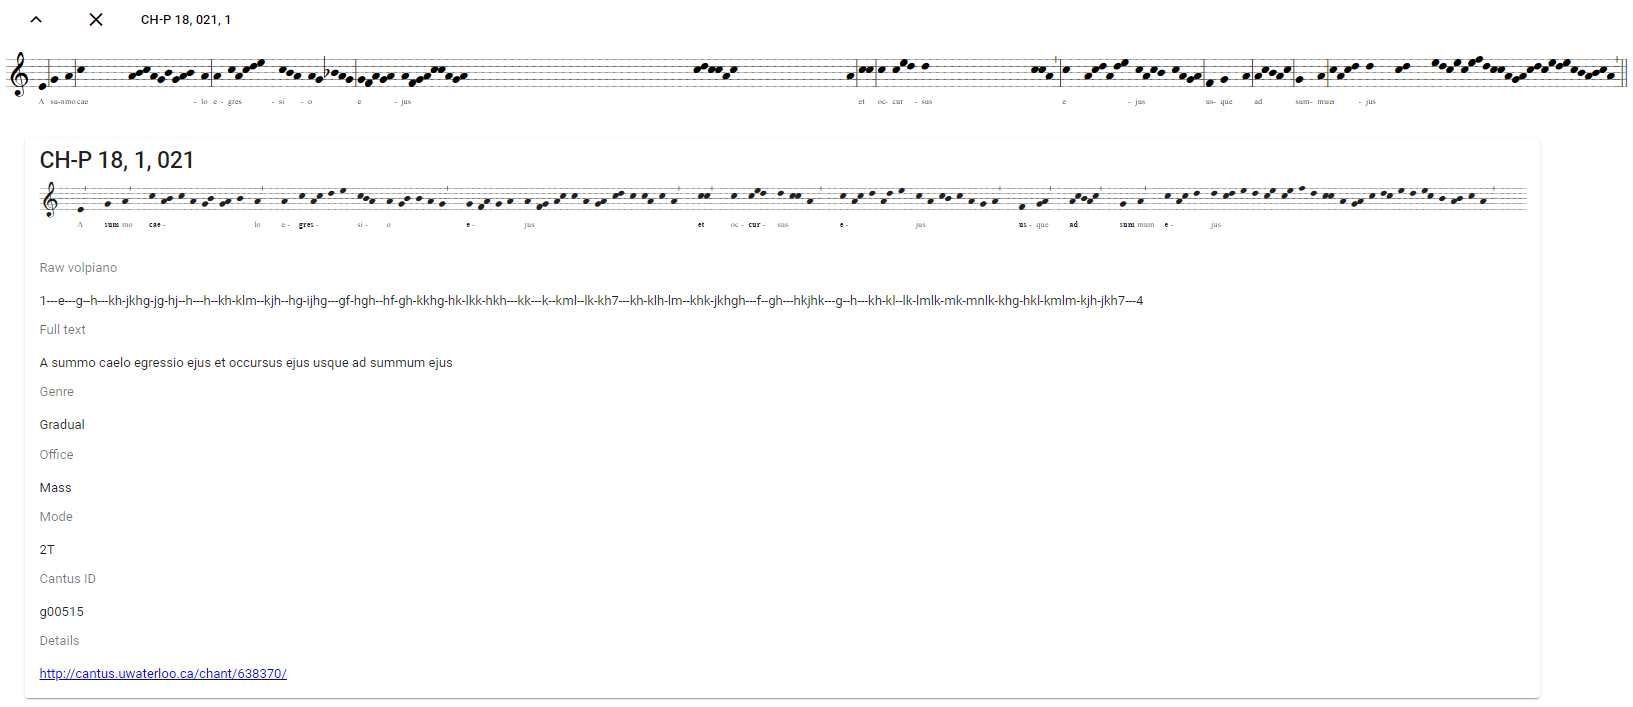 CH-P 18, 021, 1
A su-nmo cae - lo e - gres - si - o e - jus et oc- cur - sus e - jus us- que ad sum- mum - jus
CH-P 18, 1, 021
A sum mo cae - lo e - gres - si - o e - jus et oc - cur - sus e - jus us - que ad sum mum e - jus
Raw volpiano
1---e---g--h---kh-jkhg-jg-hj--h---h--kh-klm--kjh--hg-ijhg---gf-hgh--hf-gh-kkhg-hk-lkk-hkh---kk---k--kml--lk-kh7---kh-klh-lm--khk-jkhgh---f--gh---hkjhk---g--h---kh-kl--lk-lmlk-mk-mnlk-khg-hkl-kmlm-kjh-jkh7---4
Full text
A summo caelo egressio ejus et occursus ejus usque ad summum ejus
Genre
Gradual
Office
Mass
Mode
2T
Cantus ID
g00515
Details
http://cantus.uwaterloo.ca/chant/638370/